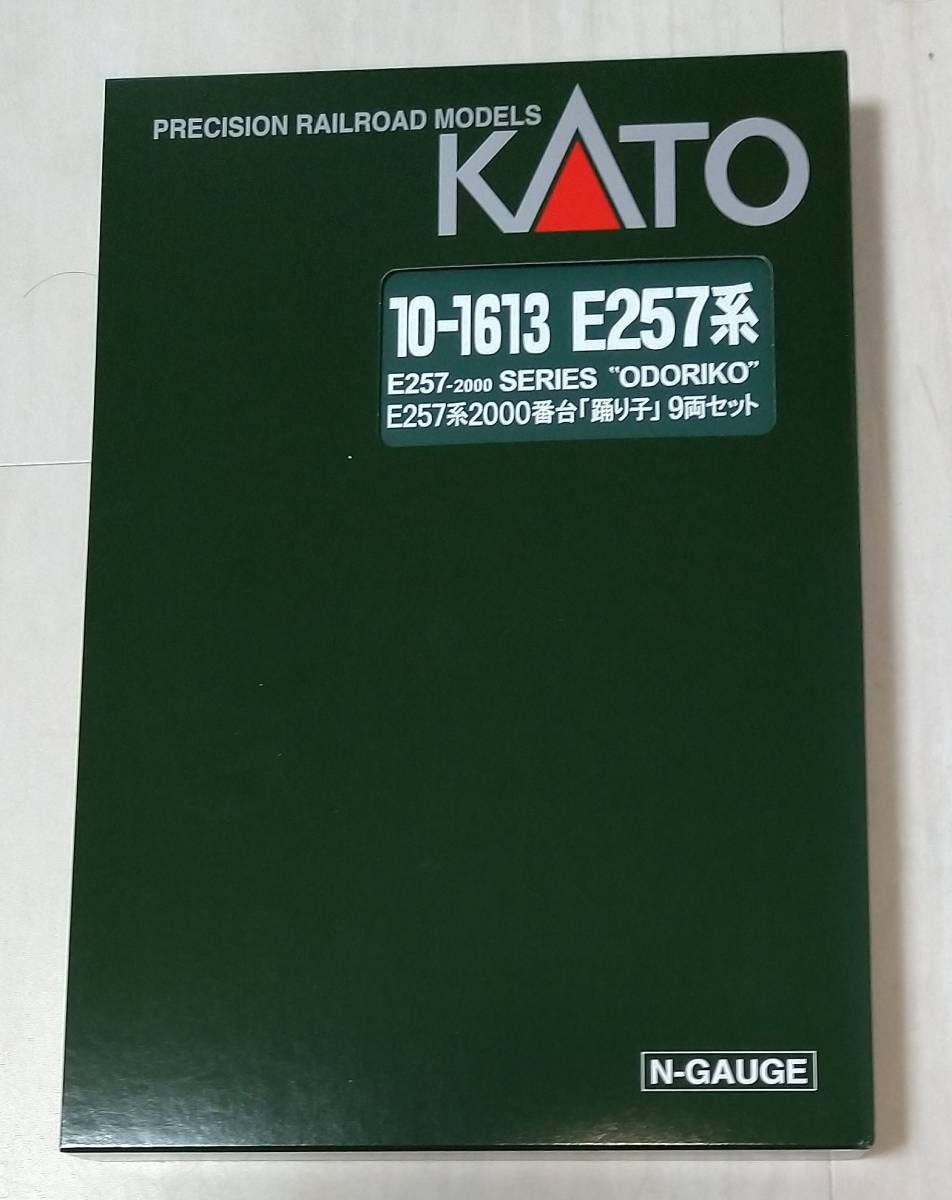 PRECISION RAILROAD MODELS
KATO
10-1613 E257系
E257-2000 SERIES "ODORIKO"
E257系2000番台「踊り子」9両セット
N-GAUGE